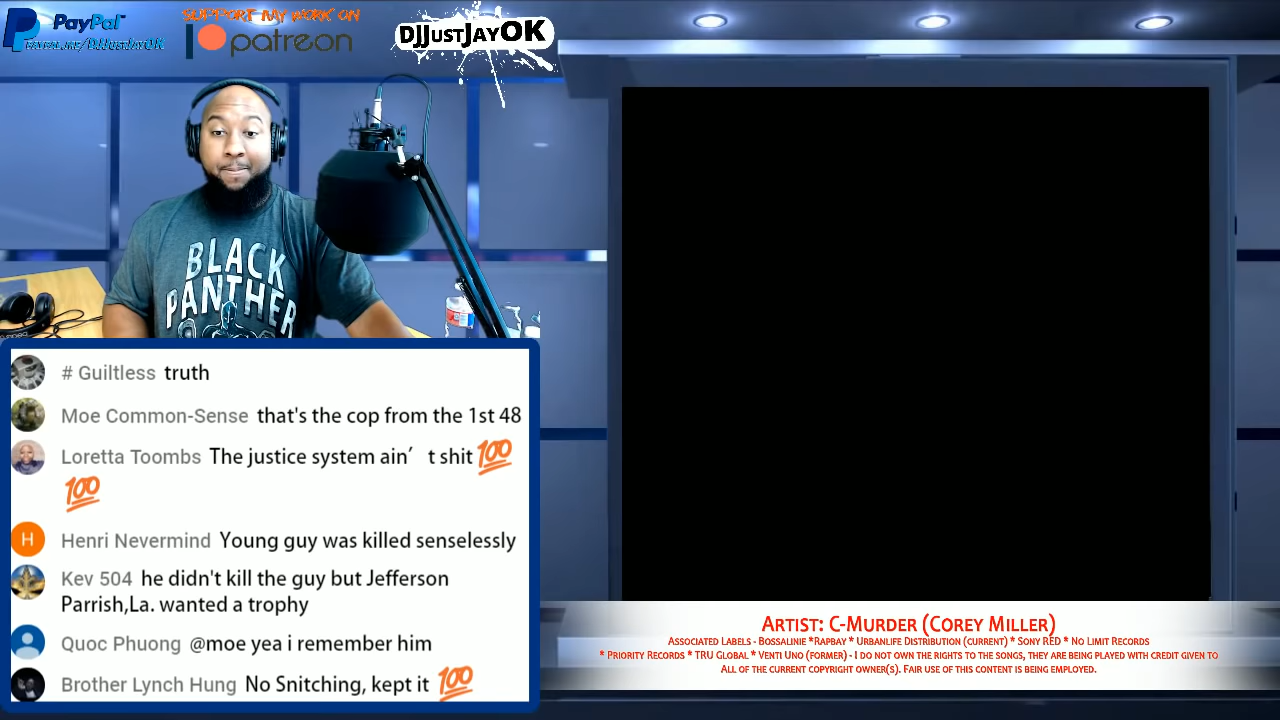 PayPal™
SUPPORT MY WORK ON
patreon
DJJustJayOK
BLACK
PANTHER
# Guiltless truth
Moe Common-Sense that's the cop from the 1st 48
Loretta Toombs The justice system ain′ t shit 💯
💯
H Henri Nevermind Young guy was killed senselessly
Kev 504 he didn't kill the guy but Jefferson
Parrish,La. wanted a trophy
Quoc Phuong @moe yea i remember him
Brother Lynch Hung No Snitching, kept it 💯
Artist: C-Murder (Corey Miller)
Associated Labels - Bossalinie *Rapbay * Urbanlife Distribution (current) * Sony RED * No Limit Records
* Priority Records * TRU Global * Venti Uno (former) - I do not own the rights to the songs, they are being played with credit given to
all of the current copyright owner(s). Fair use of this content is being employed.